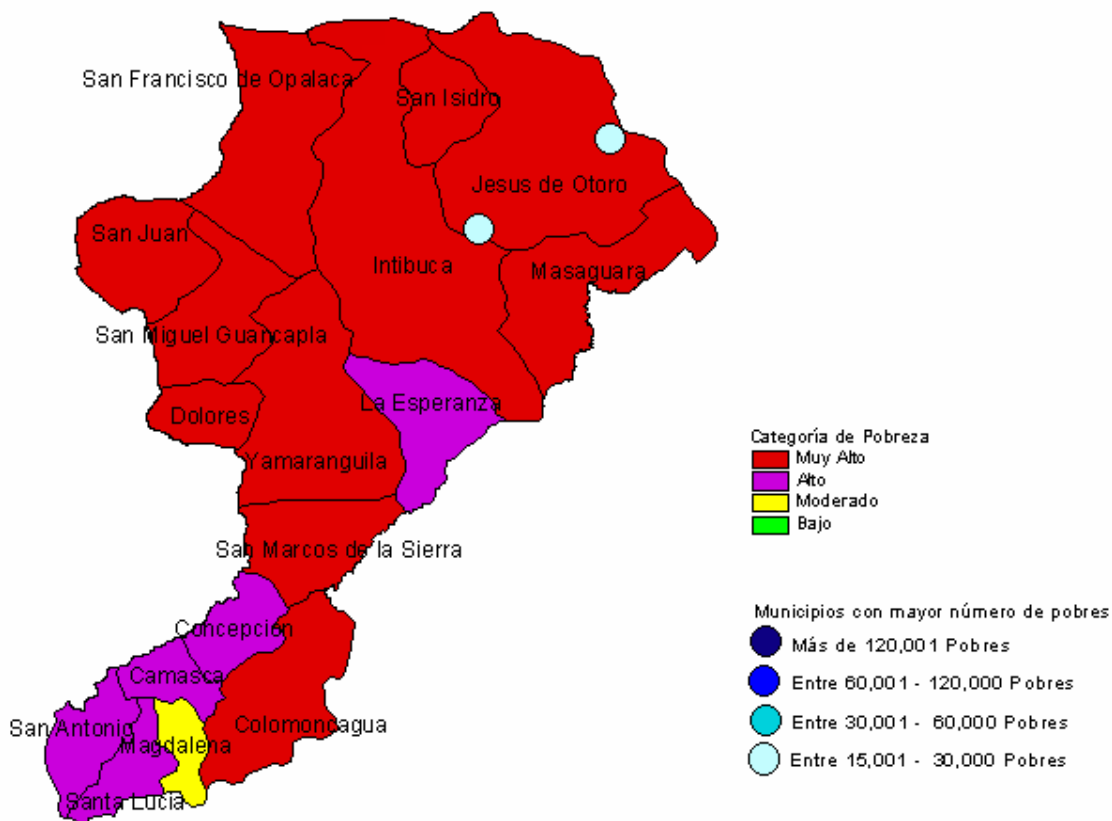 San Francisco de Opalaca
San Isidro
Jesus de Otoro
San Juan
Intibuca
Masaguara
San Miguel Guancapla
La Esperanza
Dolores
Yamaranguila
San Marcos de la Sierra
Concepción
Camasca
San Antonio
Magdalena
Colomoncagua
Santa Lucia
Categoría de Pobreza
Muy Alto
Alto
Moderado
Bajo
Municipios con mayor número de pobres
Más de 120,001 Pobres
Entre 60,001 - 120,000 Pobres
Entre 30,001 - 60,000 Pobres
Entre 15,001 - 30,000 Pobres